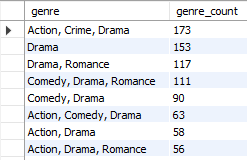 genre genre_count
Action, Crime, Drama 173
Drama 153
Drama, Romance 117
Comedy, Drama, Romance 111
Comedy, Drama 90
Action, Comedy, Drama 63
Action, Drama 58
Action, Drama, Romance 56